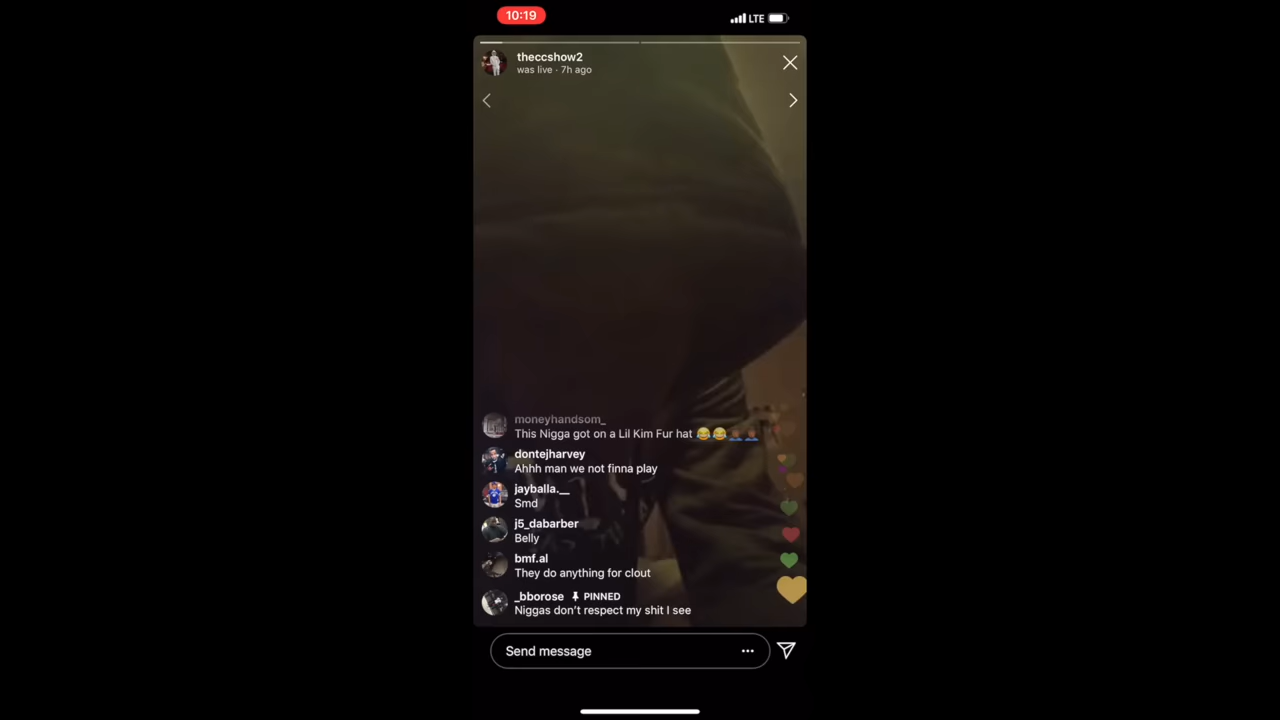 10:19
LTE
theccshow2
was live · 7h ago
moneyhandsom_
This Nigga got on a Lil Kim Fur hat 😂😂🤦🏾‍♂️🤦🏾‍♂️
dontejharvey
Ahhh man we not finna play
jayballa.__
Smd
j5_dabarber
Belly
bmf.al
They do anything for clout
_bborose PINNED
Niggas don’t respect my shit I see
Send message